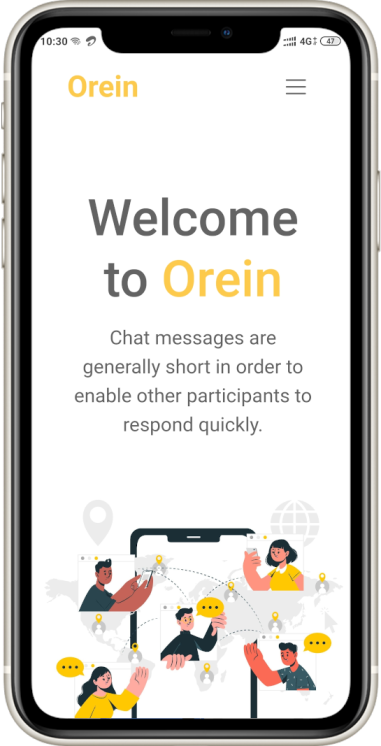 10:30 4G 47
Orein
Welcome
to Orein
Chat messages are
generally short in order to
enable other participants to
respond quickly.